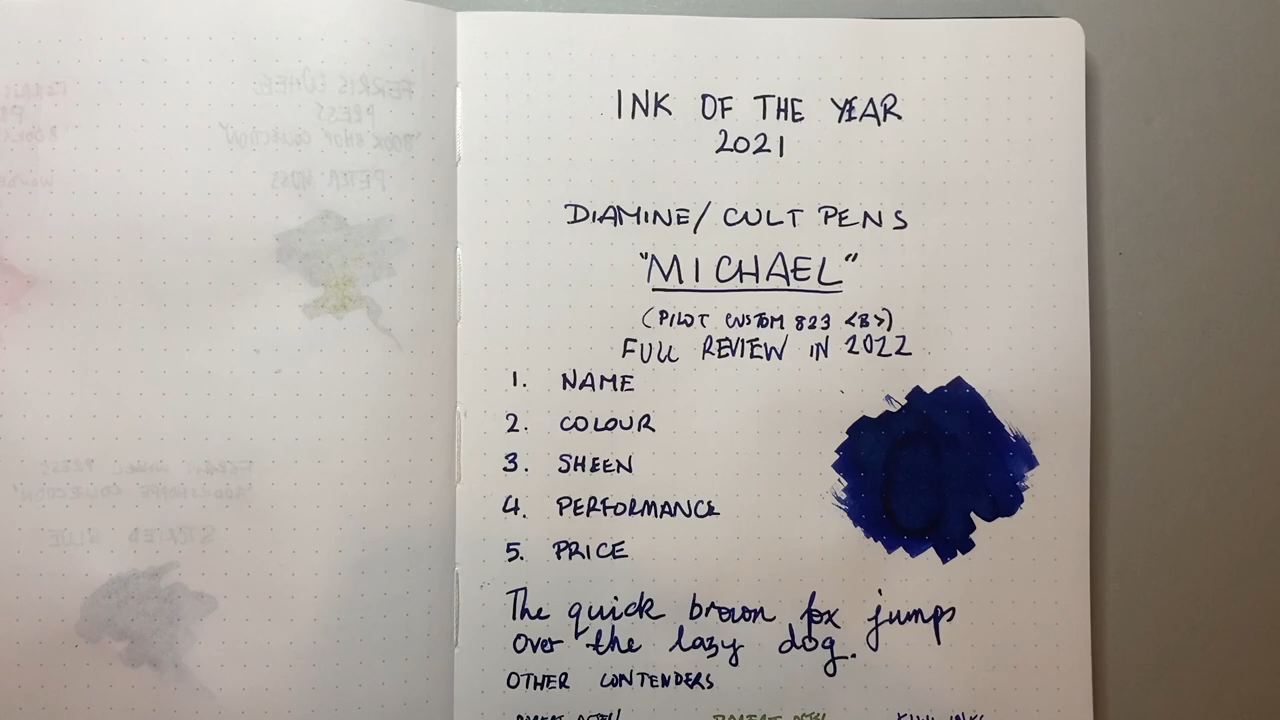 INK OF THE YEAR
2021
DIAMINE/CULT PENS
"MICHAEL"
(PILOT CUSTOM 823 <B>)
FULL REVIEW IN 2022
1. NAME
2. COLOUR
3. SHEEN
4. PERFORMANCE
5. PRICE
The quick brown fox jumps
over the lazy dog.
OTHER CONTENDERS